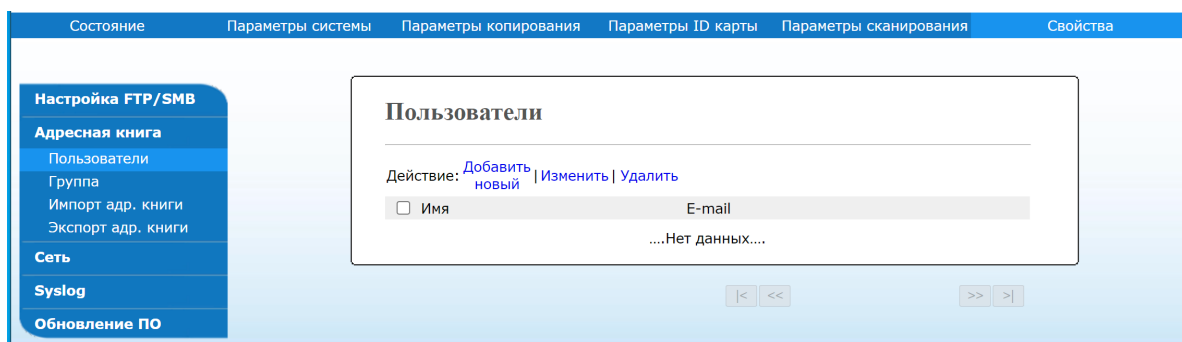 Состояние Параметры системы Параметры копирования Параметры ID карты Параметры сканирования Свойства
Настройка FTP/SMB
Адресная книга
Пользователи
Группа
Импорт адр. книги
Экспорт адр. книги
Сеть
Syslog
Обновление ПО
Пользователи
Действие: Добавить новый | Изменить | Удалить
Имя E-mail
....Нет данных....
|< << >> >|